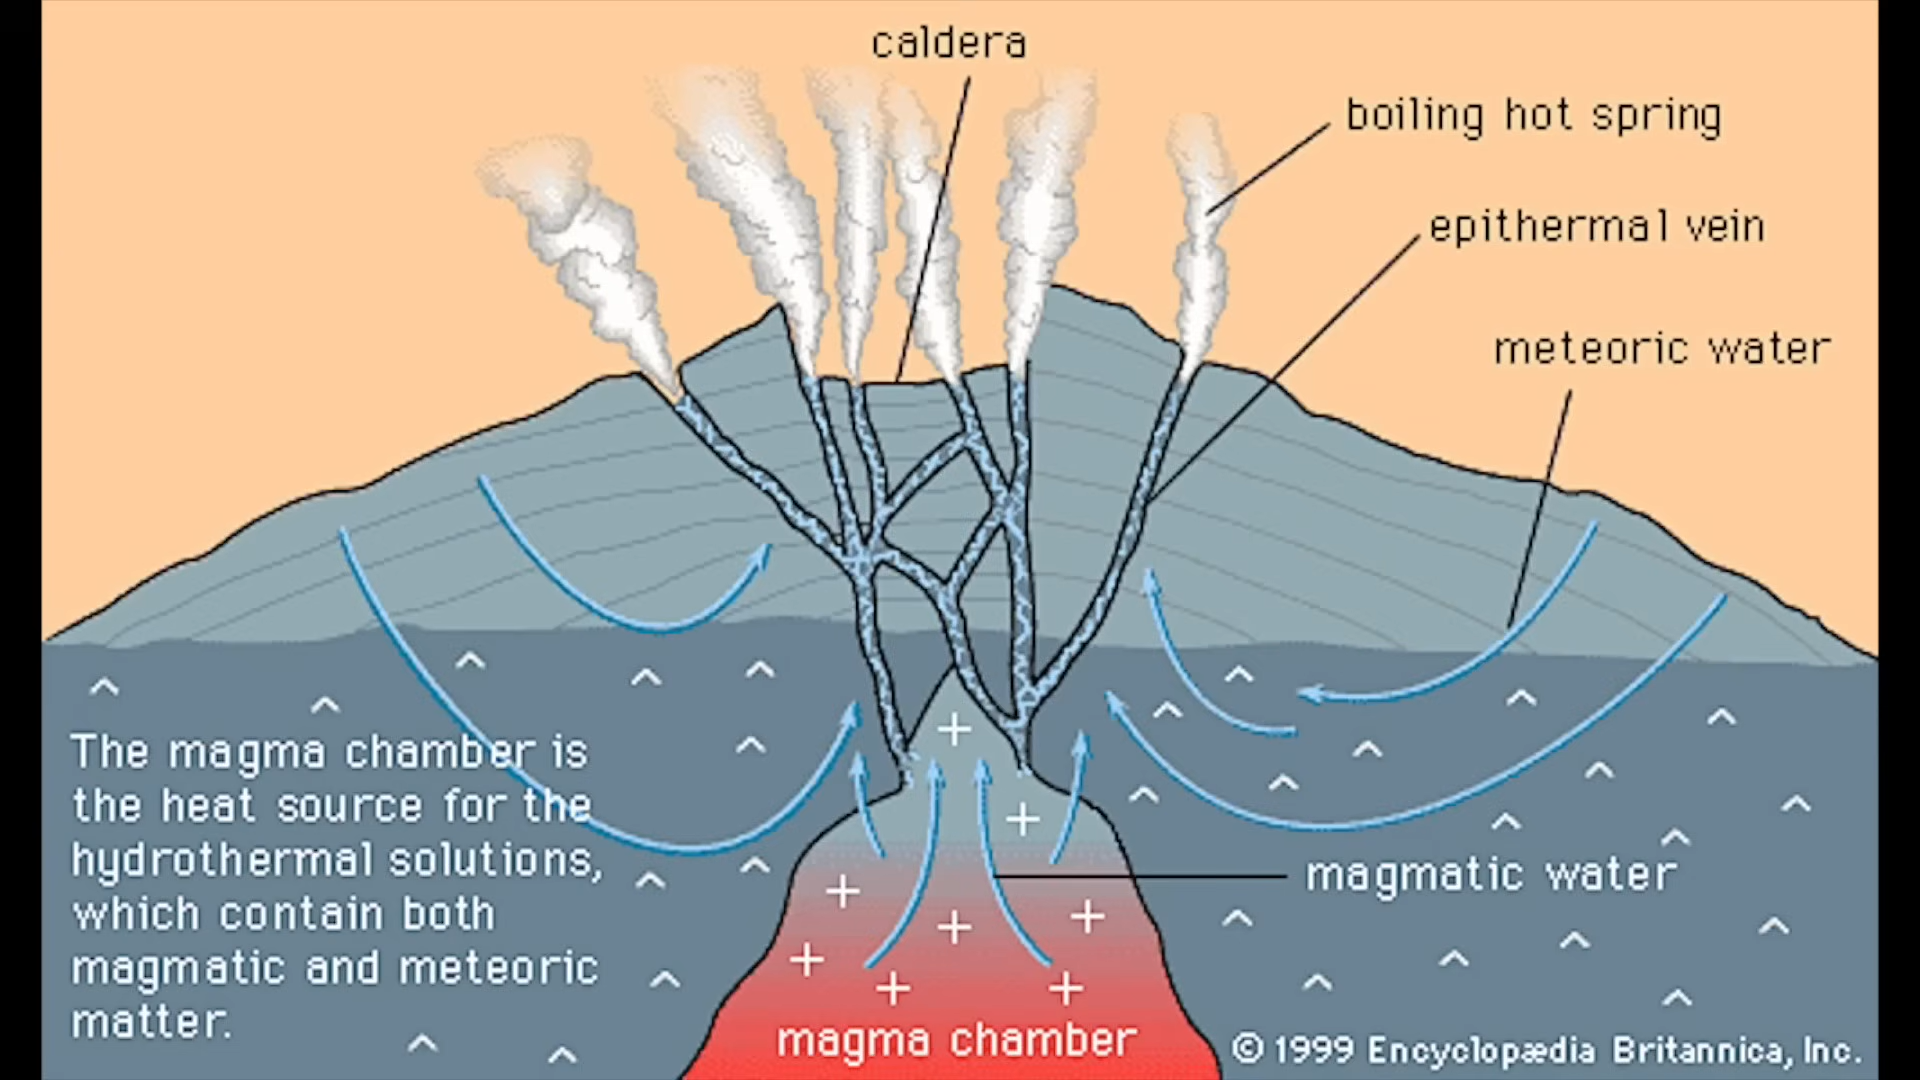 caldera
boiling hot spring
epithermal vein
meteoric water
The magma chamber is
the heat source for the
hydrothermal solutions,
which contain both
magmatic and meteoric
matter.
magmatic water
magma chamber
© 1999 Encyclopædia Britannica, Inc.